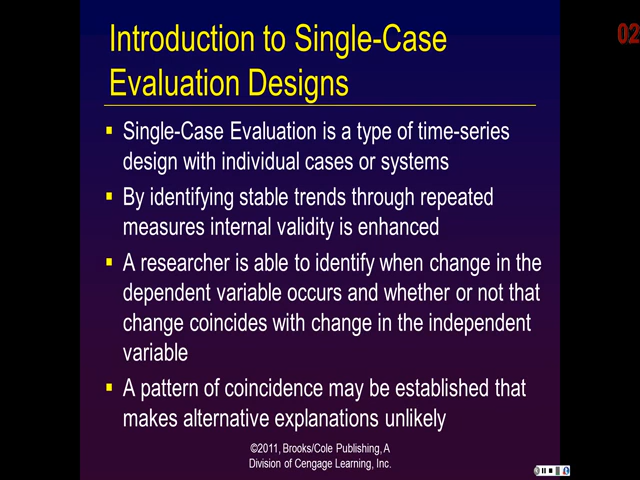 Introduction to Single-Case
Evaluation Designs
02
Single-Case Evaluation is a type of time-series
design with individual cases or systems
By identifying stable trends through repeated
measures internal validity is enhanced
A researcher is able to identify when change in the
dependent variable occurs and whether or not that
change coincides with change in the independent
variable
A pattern of coincidence may be established that
makes alternative explanations unlikely
©2011, Brooks/Cole Publishing, A
Division of Cengage Learning, Inc.